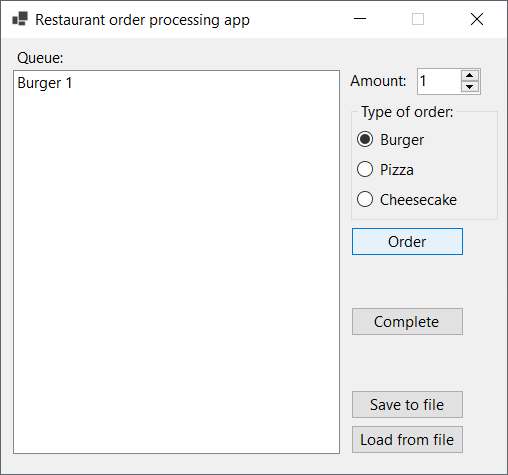 Restaurant order processing app
Queue:
Burger 1
Amount: 1
Type of order:
Burger
Pizza
Cheesecake
Order
Complete
Save to file
Load from file